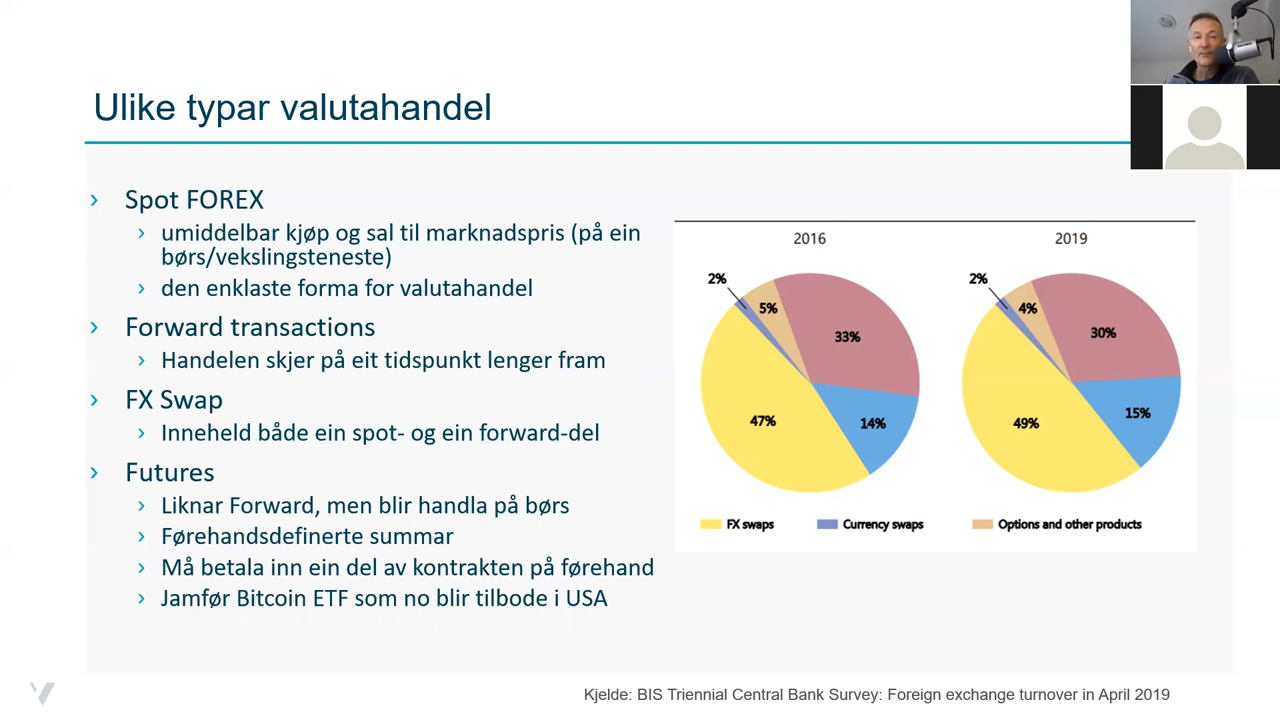 Ulike typar valutahandel
› Spot FOREX
› umiddelbar kjøp og sal til marknadspris (på ein
børs/vekslingsteneste)
› den enklaste forma for valutahandel
› Forward transactions
› Handelen skjer på eit tidspunkt lenger fram
› FX Swap
› Inneheld både ein spot- og ein forward-del
› Futures
› Liknar Forward, men blir handla på børs
› Førehandsdefinerte summar
› Må betala inn ein del av kontrakten på førehand
› Jamfør Bitcoin ETF som no blir tilbode i USA
2016
2%
5%
33%
47%
14%
2019
2%
4%
30%
49%
15%
FX swaps
Currency swaps
Options and other products
Kjelde: BIS Triennial Central Bank Survey: Foreign exchange turnover in April 2019